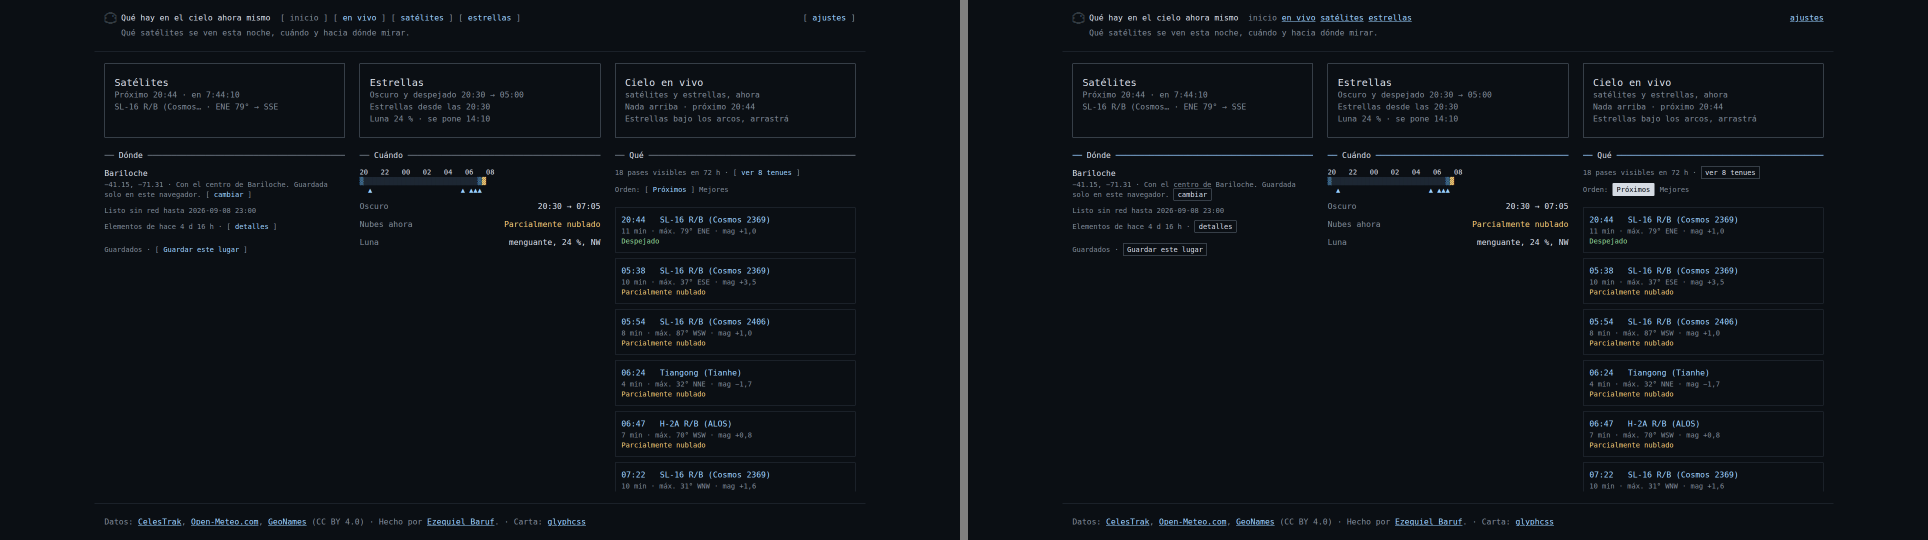 Qué hay en el cielo ahora mismo [ inicio ] [ en vivo ] [ satélites ] [ estrellas ] [ ajustes ]
Qué satélites se ven esta noche, cuándo y hacia dónde mirar.
Satélites
Próximo 20:44 · en 7:44:10
SL-16 R/B (Cosmos… · ENE 79° → SSE
Estrellas
Oscuro y despejado 20:30 → 05:00
Estrellas desde las 20:30
Luna 24 % · se pone 14:10
Cielo en vivo
satélites y estrellas, ahora
Nada arriba · próximo 20:44
Estrellas bajo los arcos, arrastrá
Dónde
Bariloche
−41.15, −71.31 · Con el centro de Bariloche. Guardada
solo en este navegador. [ cambiar ]
Listo sin red hasta 2026-09-08 23:00
Elementos de hace 4 d 16 h · [ detalles ]
Guardados · [ Guardar este lugar ]
Cuándo
20 22 00 02 04 06 08
Oscuro 20:30 → 07:05
Nubes ahora Parcialmente nublado
Luna menguante, 24 %, NW
Qué
18 pases visibles en 72 h · [ ver 8 tenues ]
Orden: [ Próximos ] Mejores
20:44 SL-16 R/B (Cosmos 2369)
11 min · máx. 79° ENE · mag +1,0
Despejado
05:38 SL-16 R/B (Cosmos 2369)
10 min · máx. 37° ESE · mag +3,5
Parcialmente nublado
05:54 SL-16 R/B (Cosmos 2406)
8 min · máx. 87° WSW · mag +1,0
Parcialmente nublado
06:24 Tiangong (Tianhe)
4 min · máx. 32° NNE · mag −1,7
Parcialmente nublado
06:47 H-2A R/B (ALOS)
7 min · máx. 70° WSW · mag +0,8
Parcialmente nublado
07:22 SL-16 R/B (Cosmos 2369)
10 min · máx. 31° WNW · mag +1,6
Datos: CelesTrak, Open-Meteo.com, GeoNames (CC BY 4.0) · Hecho por Ezequiel Baruf. · Carta: glyphcss
Qué hay en el cielo ahora mismo inicio en vivo satélites estrellas ajustes
Qué satélites se ven esta noche, cuándo y hacia dónde mirar.
Satélites
Próximo 20:44 · en 7:44:10
SL-16 R/B (Cosmos… · ENE 79° → SSE
Estrellas
Oscuro y despejado 20:30 → 05:00
Estrellas desde las 20:30
Luna 24 % · se pone 14:10
Cielo en vivo
satélites y estrellas, ahora
Nada arriba · próximo 20:44
Estrellas bajo los arcos, arrastrá
Dónde
Bariloche
−41.15, −71.31 · Con el centro de Bariloche. Guardada
solo en este navegador. cambiar
Listo sin red hasta 2026-09-08 23:00
Elementos de hace 4 d 16 h · detalles
Guardados · Guardar este lugar
Cuándo
20 22 00 02 04 06 08
Oscuro 20:30 → 07:05
Nubes ahora Parcialmente nublado
Luna menguante, 24 %, NW
Qué
18 pases visibles en 72 h · ver 8 tenues
Orden: Próximos Mejores
20:44 SL-16 R/B (Cosmos 2369)
11 min · máx. 79° ENE · mag +1,0
Despejado
05:38 SL-16 R/B (Cosmos 2369)
10 min · máx. 37° ESE · mag +3,5
Parcialmente nublado
05:54 SL-16 R/B (Cosmos 2406)
8 min · máx. 87° WSW · mag +1,0
Parcialmente nublado
06:24 Tiangong (Tianhe)
4 min · máx. 32° NNE · mag −1,7
Parcialmente nublado
06:47 H-2A R/B (ALOS)
7 min · máx. 70° WSW · mag +0,8
Parcialmente nublado
07:22 SL-16 R/B (Cosmos 2369)
10 min · máx. 31° WNW · mag +1,6
Datos: CelesTrak, Open-Meteo.com, GeoNames (CC BY 4.0) · Hecho por Ezequiel Baruf. · Carta: glyphcss